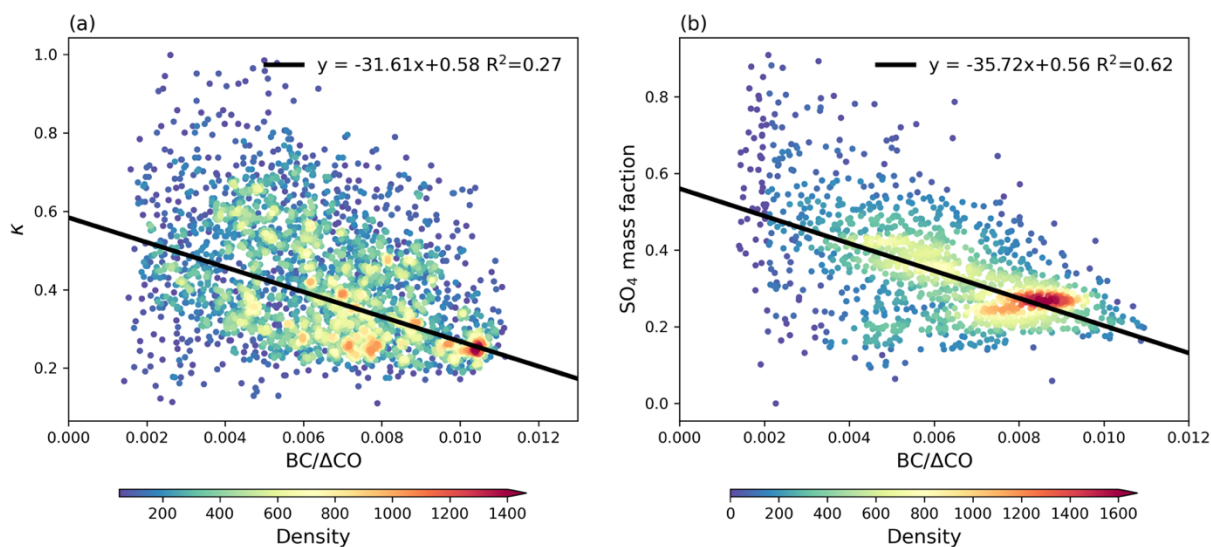 (a)
y = -31.61x+0.58 R²=0.27
1.0
0.8
0.6
0.4
0.2
κ
0.000 0.002 0.004 0.006 0.008 0.010 0.012
BC/ΔCO
200 400 600 800 1000 1200 1400
Density
(b)
y = -35.72x+0.56 R²=0.62
0.8
0.6
0.4
0.2
0.0
SO₄ mass fraction
0.000 0.002 0.004 0.006 0.008 0.010 0.012
BC/ΔCO
0 200 400 600 800 1000 1200 1400 1600
Density